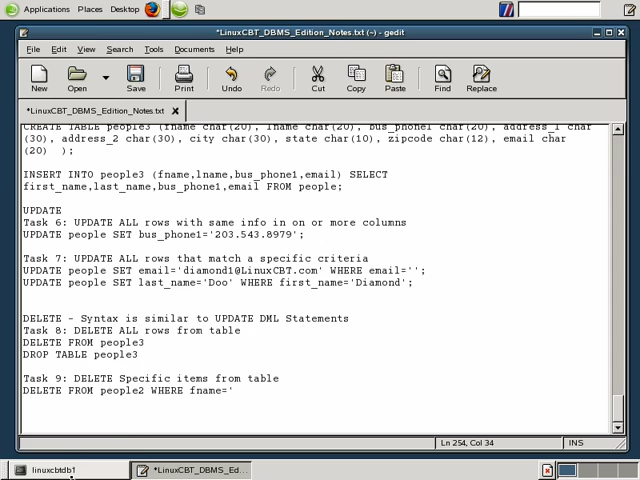 Applications Places Desktop
*LinuxCBT_DBMS_Edition_Notes.txt (~) - gedit
File Edit View Search Tools Documents Help
New Open Save Print Undo Redo Cut Copy Paste Find Replace
*LinuxCBT_DBMS_Edition_Notes.txt
CREATE TABLE people3 (fname char(20), lname char(20), bus_phone1 char(20), address_1 char
(30), address_2 char(30), city char(30), state char(10), zipcode char(12), email char
(20)  );
INSERT INTO people3 (fname,lname,bus_phone1,email) SELECT
first_name,last_name,bus_phone1,email FROM people;
UPDATE
Task 6: UPDATE ALL rows with same info in on or more columns
UPDATE people SET bus_phone1='203.543.8979';
Task 7: UPDATE ALL rows that match a specific criteria
UPDATE people SET email='diamond1@LinuxCBT.com' WHERE email='';
UPDATE people SET last_name='Doo' WHERE first_name='Diamond';
DELETE - Syntax is similar to UPDATE DML Statements
Task 8: DELETE ALL rows from table
DELETE FROM people3
DROP TABLE people3
Task 9: DELETE Specific items from table
DELETE FROM people2 WHERE fname='
Ln 254, Col 34 INS
linuxcbtdb1 *LinuxCBT_DBMS_Ed...